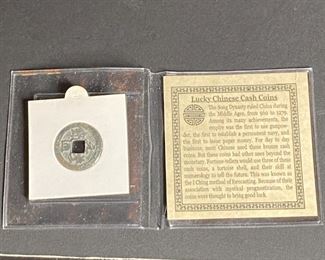 Lucky Chinese Cash Coins
The Song Dynasty ruled China during
the Middle Ages, from 960 to 1279.
Among its many achievements, the
empire was the first to use gunpow-
der, the first to establish a permanent navy, and
the first to issue paper money. For day to day
business, most Chinese used these bronze cash
coins. But these coins had other uses beyond the
monetary. Fortune-tellers would use three of these
cash coins, a tortoise shell, and their skill at
numerology to tell the future. This was known as
the I Ching method of forecasting. Because of their
association with mystical prognostication, the
coins were thought to bring good luck.